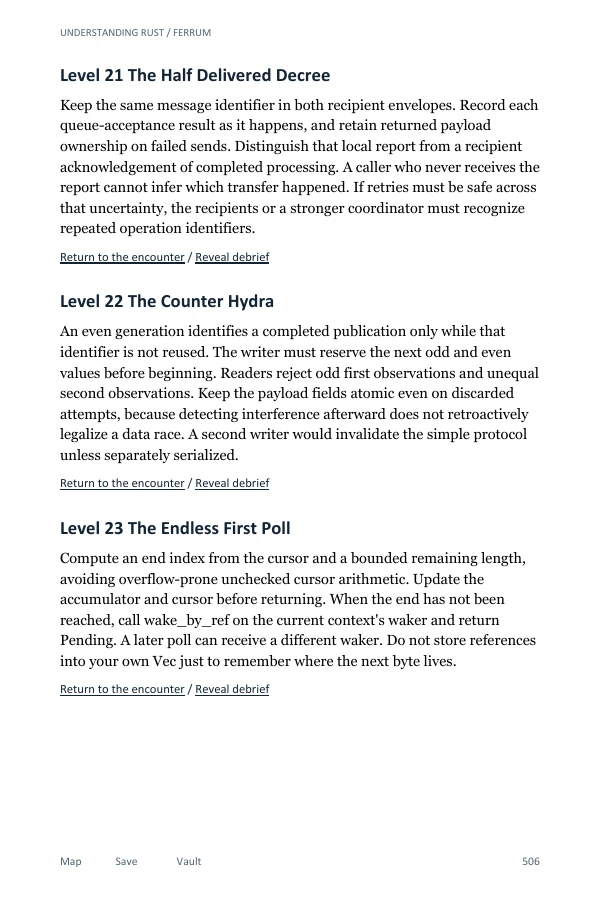 UNDERSTANDING RUST / FERRUM
Level 21 The Half Delivered Decree
Keep the same message identifier in both recipient envelopes. Record each
queue-acceptance result as it happens, and retain returned payload
ownership on failed sends. Distinguish that local report from a recipient
acknowledgement of completed processing. A caller who never receives the
report cannot infer which transfer happened. If retries must be safe across
that uncertainty, the recipients or a stronger coordinator must recognize
repeated operation identifiers.
Return to the encounter / Reveal debrief
Level 22 The Counter Hydra
An even generation identifies a completed publication only while that
identifier is not reused. The writer must reserve the next odd and even
values before beginning. Readers reject odd first observations and unequal
second observations. Keep the payload fields atomic even on discarded
attempts, because detecting interference afterward does not retroactively
legalize a data race. A second writer would invalidate the simple protocol
unless separately serialized.
Return to the encounter / Reveal debrief
Level 23 The Endless First Poll
Compute an end index from the cursor and a bounded remaining length,
avoiding overflow-prone unchecked cursor arithmetic. Update the
accumulator and cursor before returning. When the end has not been
reached, call wake_by_ref on the current context's waker and return
Pending. A later poll can receive a different waker. Do not store references
into your own Vec just to remember where the next byte lives.
Return to the encounter / Reveal debrief
Map Save Vault 506